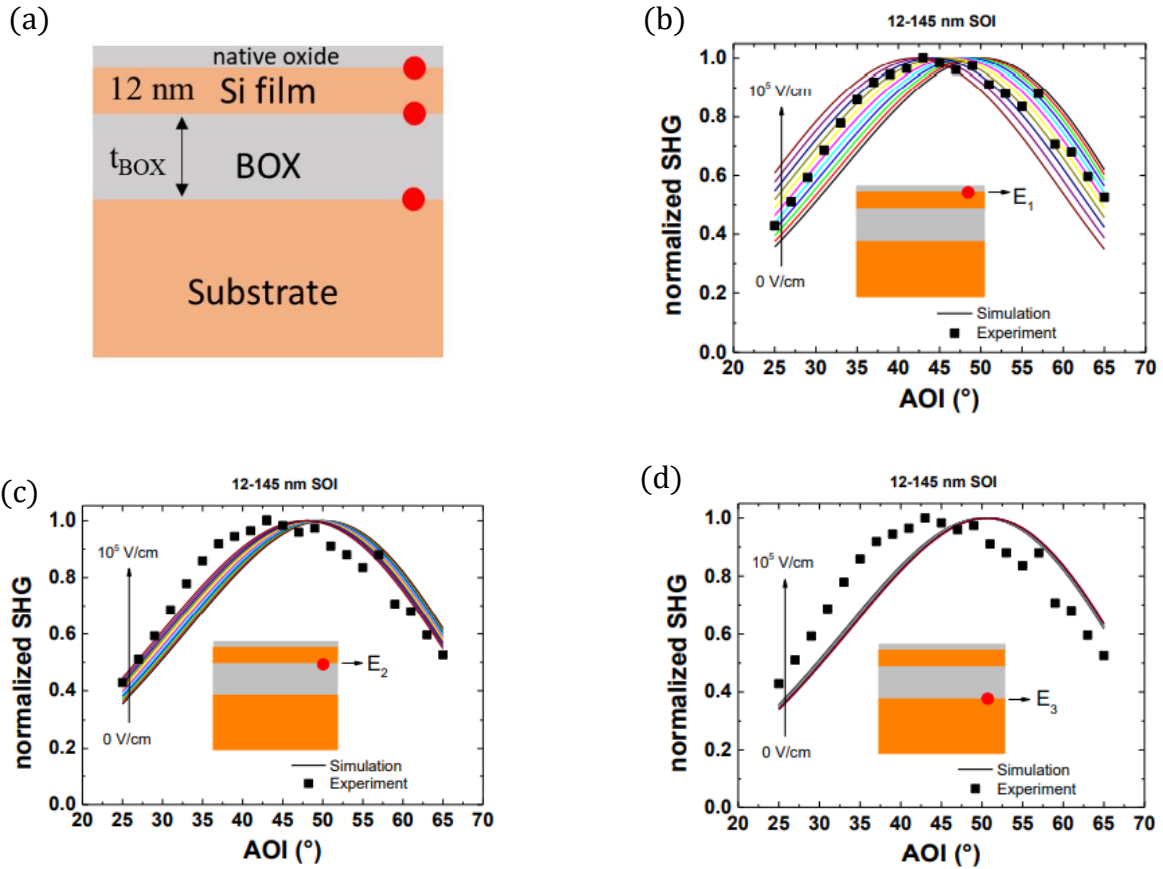 (a)
native oxide
12 nm Si film
t_BOX BOX
Substrate
(b)
12-145 nm SOI
normalized SHG
1.0
0.8
0.6
0.4
0.2
0.0
10⁵ V/cm
0 V/cm
E₁
Simulation
Experiment
20 25 30 35 40 45 50 55 60 65 70
AOI (°)
(c)
12-145 nm SOI
normalized SHG
1.0
0.8
0.6
0.4
0.2
0.0
10⁵ V/cm
0 V/cm
E₂
Simulation
Experiment
20 25 30 35 40 45 50 55 60 65 70
AOI (°)
(d)
12-145 nm SOI
normalized SHG
1.0
0.8
0.6
0.4
0.2
0.0
10⁵ V/cm
0 V/cm
E₃
Simulation
Experiment
20 25 30 35 40 45 50 55 60 65 70
AOI (°)